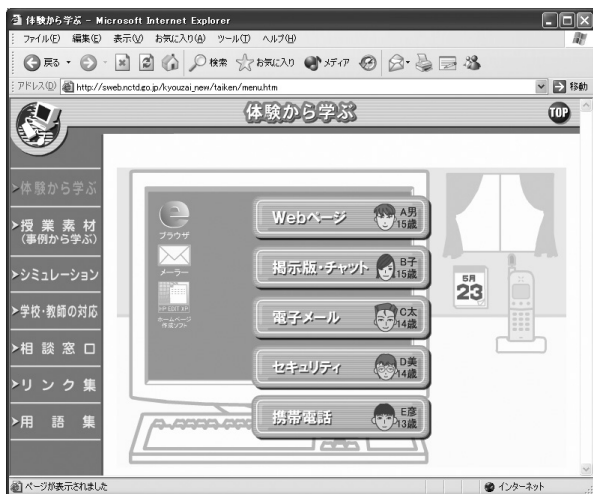 体験から学ぶ - Microsoft Internet Explorer
ファイル(F) 編集(E) 表示(V) お気に入り(A) ツール(T) ヘルプ(H)
戻る 検索 お気に入り メディア
アドレス(D) http://sweb.nctd.go.jp/kyouzai_new/taiken/menu.htm 移動
体験から学ぶ TOP
>体験から学ぶ
>授業素材
(事例から学ぶ)
>シミュレーション
>学校・教師の対応
>相談窓口
>リンク集
>用語集
ブラウザ
メーラー
HP EDIT XP
ホームページ
作成ソフト
Webページ A男
15歳
掲示版・チャット B子
15歳
電子メール C太
14歳
セキュリティ D美
14歳
携帯電話 E彦
13歳
5月
23
ページが表示されました インターネット